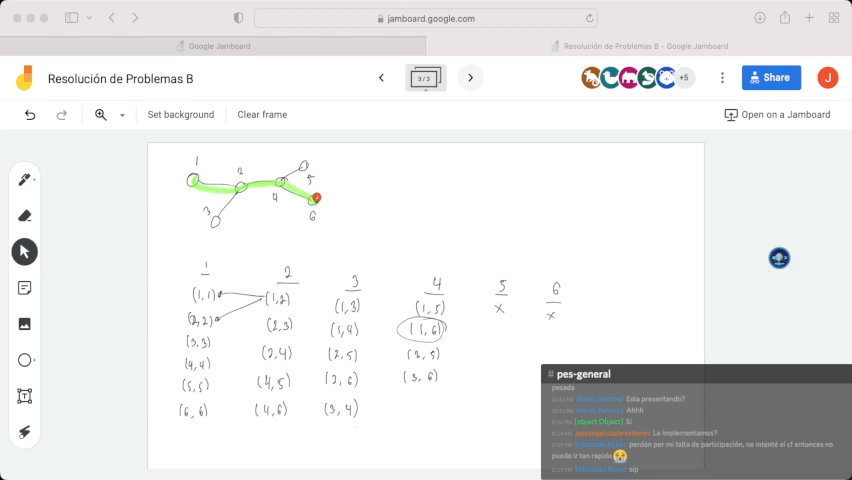 jamboard.google.com
Google Jamboard
Resolución de Problemas B - Google Jamboard
Resolución de Problemas B
3 / 3
+5
Share
J
Set background
Clear frame
Open on a Jamboard
1
2
3
4
5
6
1 2 3 4 5 6
(1,1) (1,2) (1,3) (1,5) x x
(2,2) (2,3) (1,4) (1,6)
(3,3) (2,4) (2,5) (3,5)
(4,4) (4,5) (2,6) (3,6)
(5,5) (4,6) (3,4)
(6,6)
# pes-general
pesada
Esta presentando?
Ahhh
[object Object] Si
La implementamos?
perdón por mi falta de participación, no intenté el cf entonces no
puede ir tan rapido
Sebastian Reyes sip